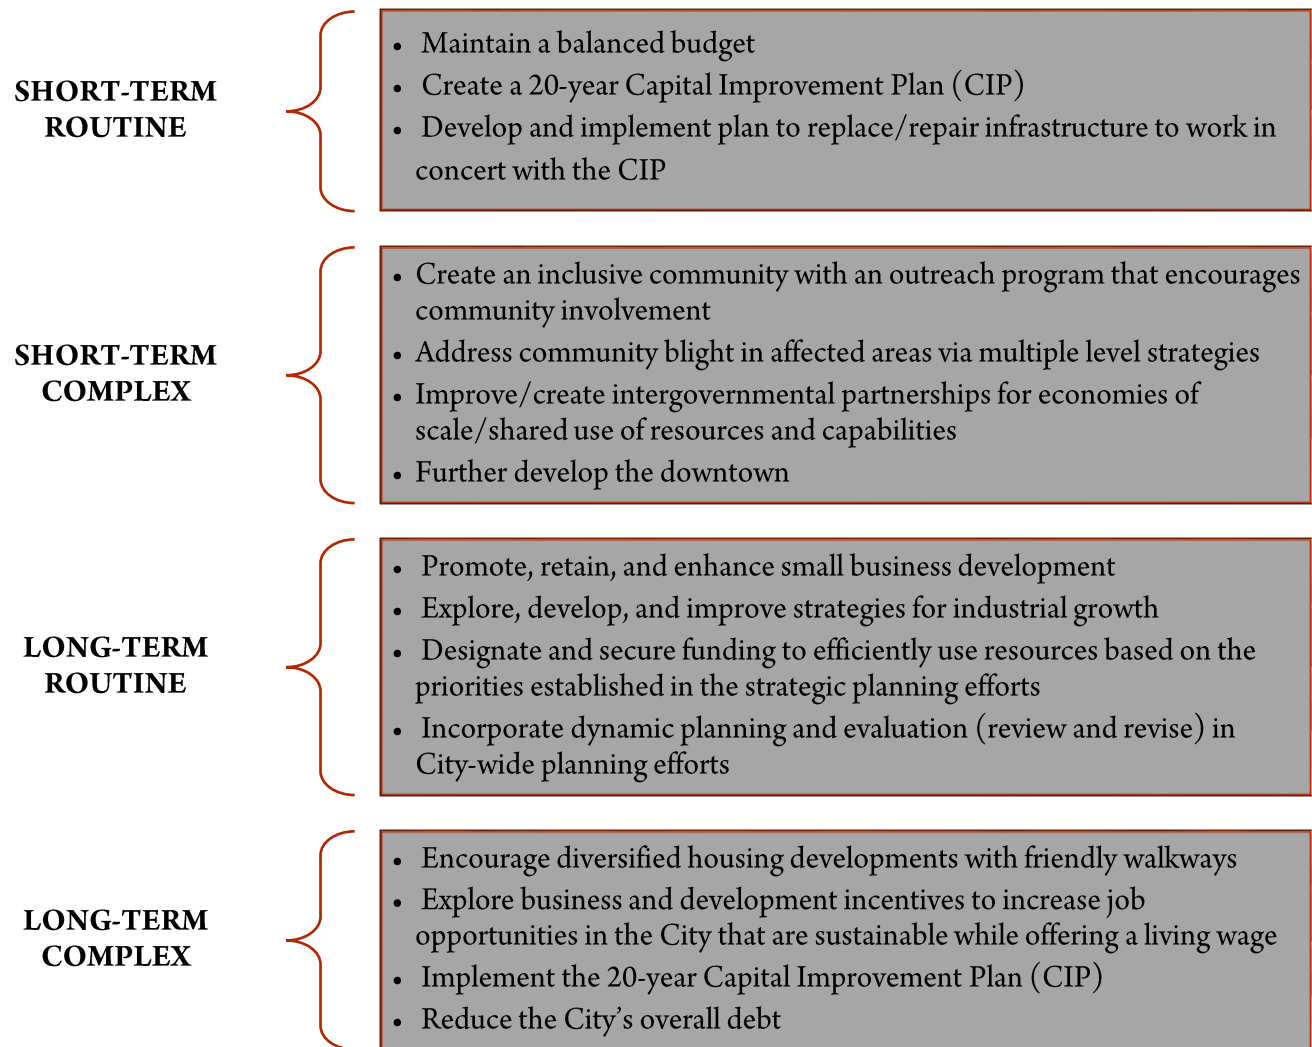 SHORT-TERM
ROUTINE
• Maintain a balanced budget
• Create a 20-year Capital Improvement Plan (CIP)
• Develop and implement plan to replace/repair infrastructure to work in
concert with the CIP
SHORT-TERM
COMPLEX
• Create an inclusive community with an outreach program that encourages
community involvement
• Address community blight in affected areas via multiple level strategies
• Improve/create intergovernmental partnerships for economies of
scale/shared use of resources and capabilities
• Further develop the downtown
LONG-TERM
ROUTINE
• Promote, retain, and enhance small business development
• Explore, develop, and improve strategies for industrial growth
• Designate and secure funding to efficiently use resources based on the
priorities established in the strategic planning efforts
• Incorporate dynamic planning and evaluation (review and revise) in
City-wide planning efforts
LONG-TERM
COMPLEX
• Encourage diversified housing developments with friendly walkways
• Explore business and development incentives to increase job
opportunities in the City that are sustainable while offering a living wage
• Implement the 20-year Capital Improvement Plan (CIP)
• Reduce the City's overall debt